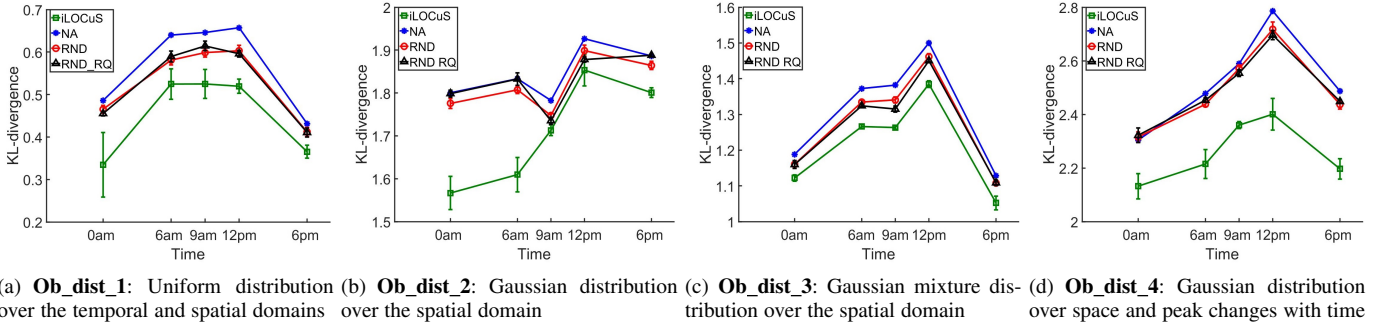 0.7
0.6
0.5
0.4
0.3
0.2
KL-divergence
iLOCuS
NA
RND
RND_RQ
0am 6am 9am 12pm 6pm
Time
2
1.9
1.8
1.7
1.6
1.5
KL-divergence
iLOCuS
NA
RND
RND RQ
0am 6am 9am 12pm 6pm
Time
1.6
1.5
1.4
1.3
1.2
1.1
1
KL-divergence
iLOCuS
NA
RND
RND RQ
0am 6am 9am 12pm 6pm
Time
2.8
2.6
2.4
2.2
2
KL-divergence
iLOCuS
NA
RND
RND RQ
0am 6am 9am 12pm 6pm
Time
(a) Ob_dist_1: Uniform distribution
over the temporal and spatial domains
(b) Ob_dist_2: Gaussian distribution
over the spatial domain
(c) Ob_dist_3: Gaussian mixture dis-
tribution over the spatial domain
(d) Ob_dist_4: Gaussian distribution
over space and peak changes with time